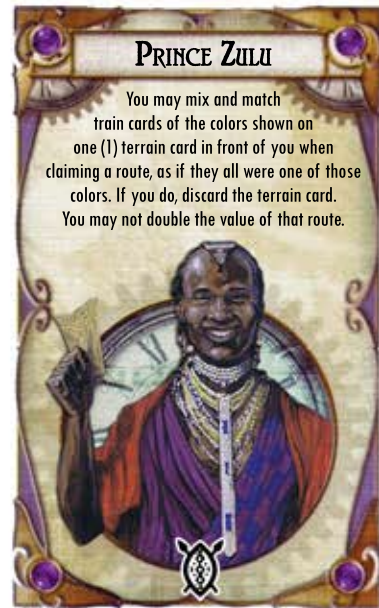 PRINCE ZULU
You may mix and match
train cards of the colors shown on
one (1) terrain card in front of you when
claiming a route, as if they all were one of those
colors. If you do, discard the terrain card.
You may not double the value of that route.